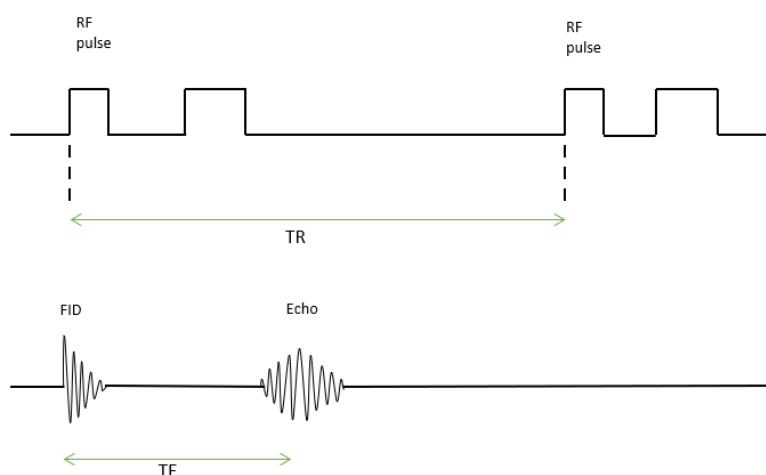 RF
pulse
RF
pulse
TR
FID
Echo
TE